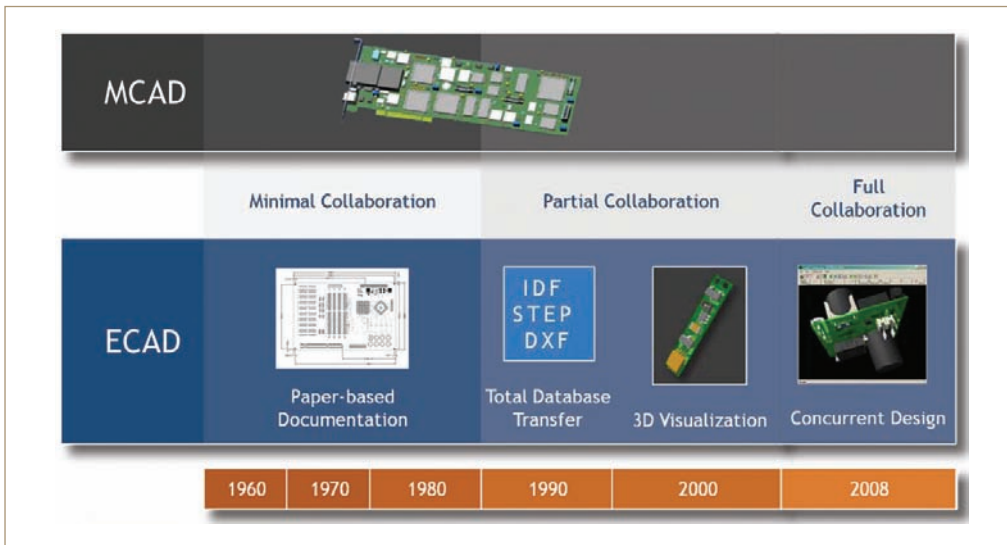 MCAD
Minimal Collaboration
Partial Collaboration
Full
Collaboration
ECAD
IDF
STEP
DXF
Paper-based
Documentation
Total Database
Transfer
3D Visualization
Concurrent Design
1960
1970
1980
1990
2000
2008